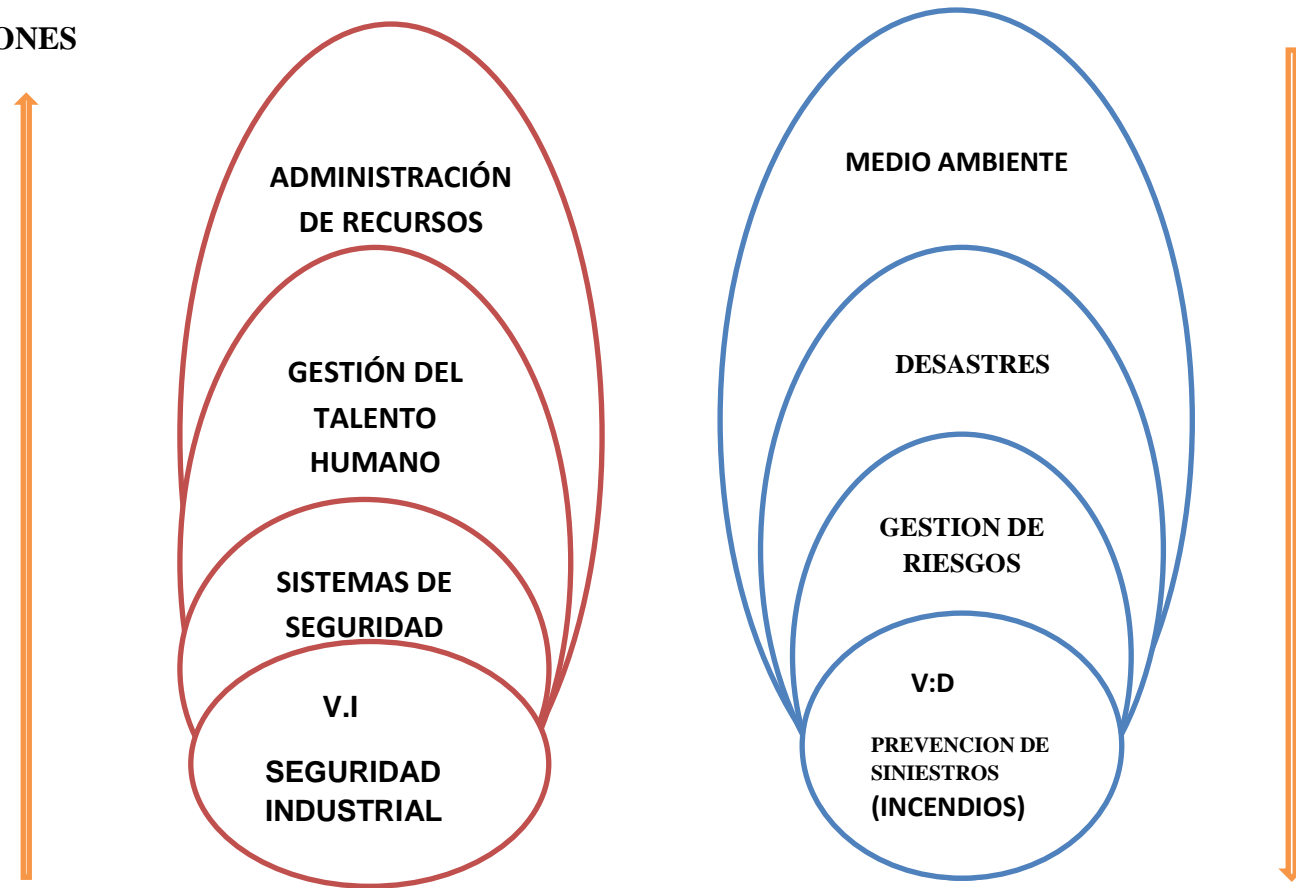 ONES
ADMINISTRACIÓN
DE RECURSOS
GESTIÓN DEL
TALENTO
HUMANO
SISTEMAS DE
SEGURIDAD
V.I
SEGURIDAD
INDUSTRIAL
MEDIO AMBIENTE
DESASTRES
GESTION DE
RIESGOS
V:D
PREVENCION DE
SINIESTROS
(INCENDIOS)